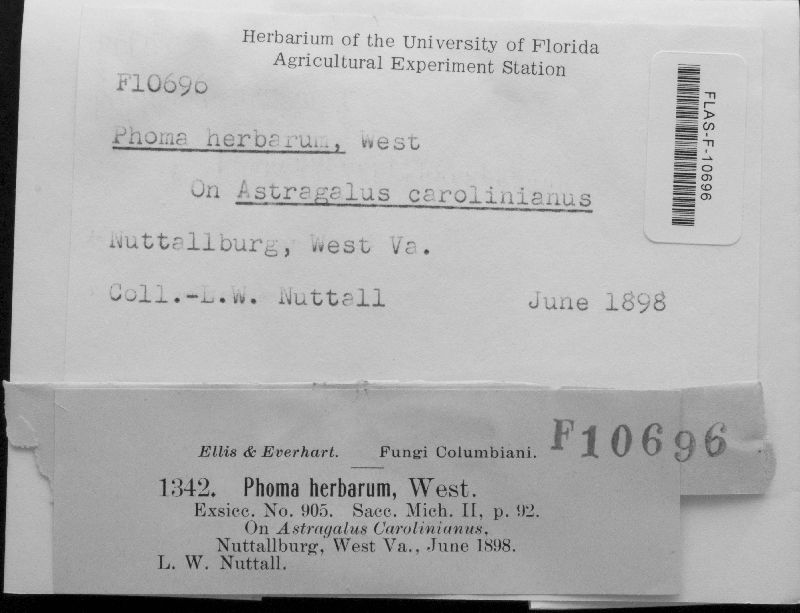 Herbarium of the University of Florida
Agricultural Experiment Station
F10696
Phoma herbarum, West
On Astragalus carolinianus
Nuttallburg, West Va.
Coll.-L.W. Nuttall June 1898
FLAS-F-10696
Ellis & Everhart. Fungi Columbiani. F10696
1342. Phoma herbarum, West.
Exsicc. No. 905. Sacc. Mich. II, p. 92.
On Astragalus Carolinianus,
Nuttallburg, West Va., June 1898.
L. W. Nuttall.